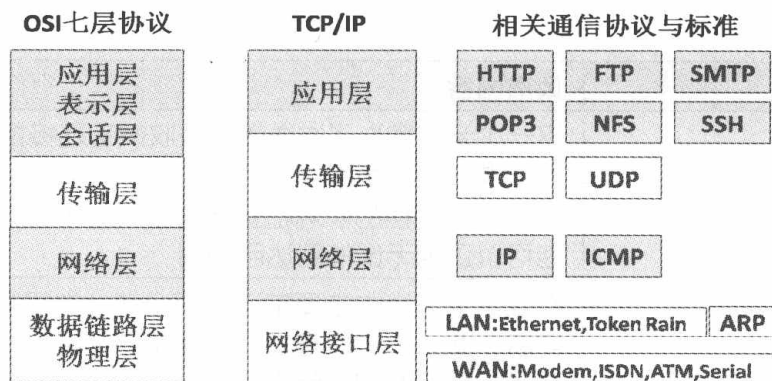 OSI七层协议
应用层
表示层
会话层
传输层
网络层
数据链路层
物理层
TCP/IP
应用层
传输层
网络层
网络接口层
相关通信协议与标准
HTTP FTP SMTP
POP3 NFS SSH
TCP UDP
IP ICMP
LAN:Ethernet,Token Rain ARP
WAN:Modem,ISDN,ATM,Serial